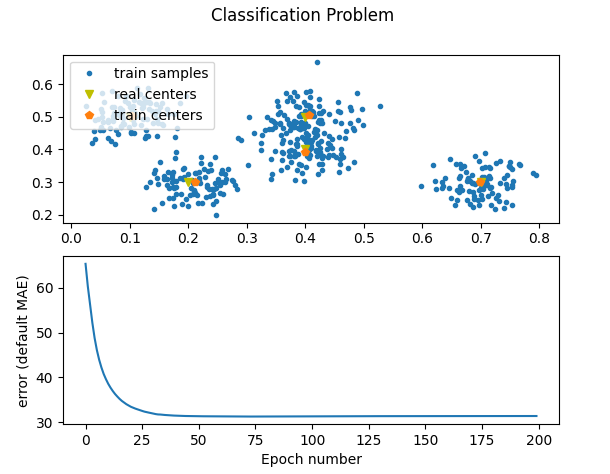 Classification Problem
train samples
real centers
train centers
0.6
0.5
0.4
0.3
0.2
0.0 0.1 0.2 0.3 0.4 0.5 0.6 0.7 0.8
error (default MAE)
60
50
40
30
0 25 50 75 100 125 150 175 200
Epoch number